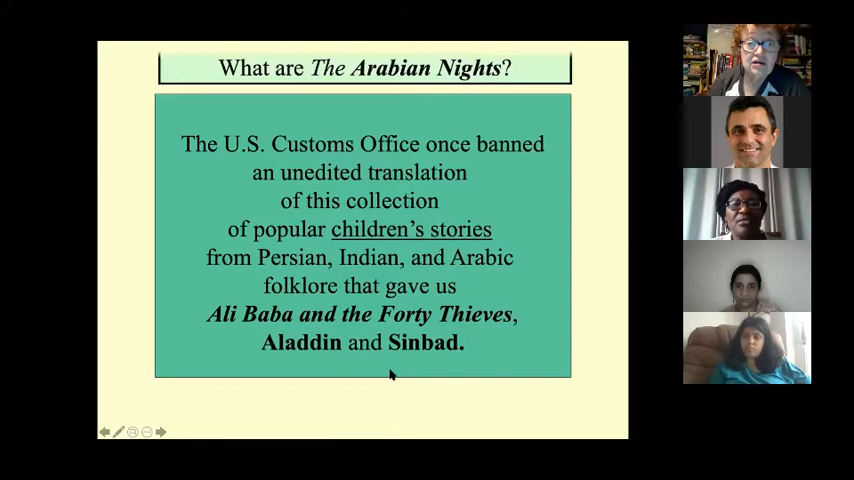 What are The Arabian Nights?
The U.S. Customs Office once banned
an unedited translation
of this collection
of popular children's stories
from Persian, Indian, and Arabic
folklore that gave us
Ali Baba and the Forty Thieves,
Aladdin and Sinbad.